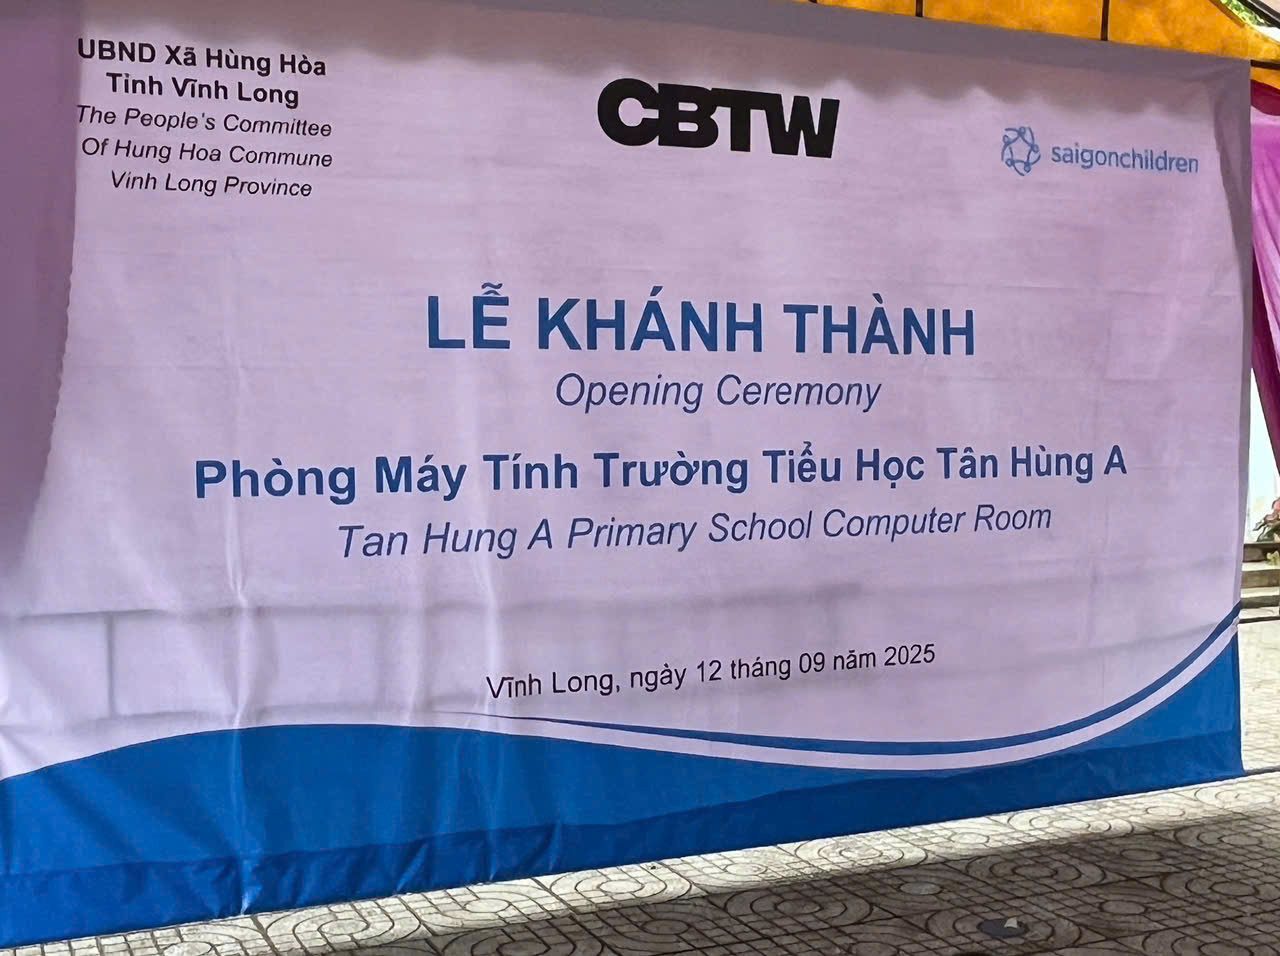 UBND Xã Hùng Hòa
Tỉnh Vĩnh Long
The People's Committee
Of Hung Hoa Commune
Vinh Long Province
CBTW
saigonchildren
LỄ KHÁNH THÀNH
Opening Ceremony
Phòng Máy Tính Trường Tiểu Học Tân Hùng A
Tan Hung A Primary School Computer Room
Vĩnh Long, ngày 12 tháng 09 năm 2025